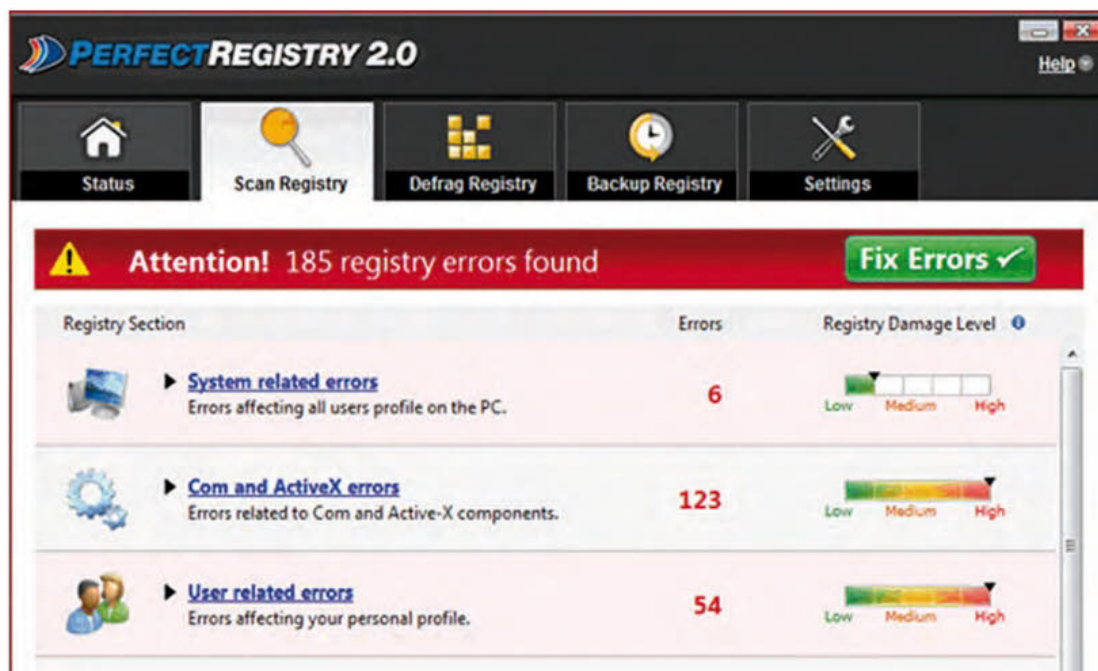 PERFECTREGISTRY 2.0
Help
Status
Scan Registry
Defrag Registry
Backup Registry
Settings
Attention! 185 registry errors found
Fix Errors
Registry Section
Errors
Registry Damage Level
System related errors
Errors affecting all users profile on the PC.
6
Low Medium High
Com and ActiveX errors
Errors related to Com and Active-X components.
123
Low Medium High
User related errors
Errors affecting your personal profile.
54
Low Medium High